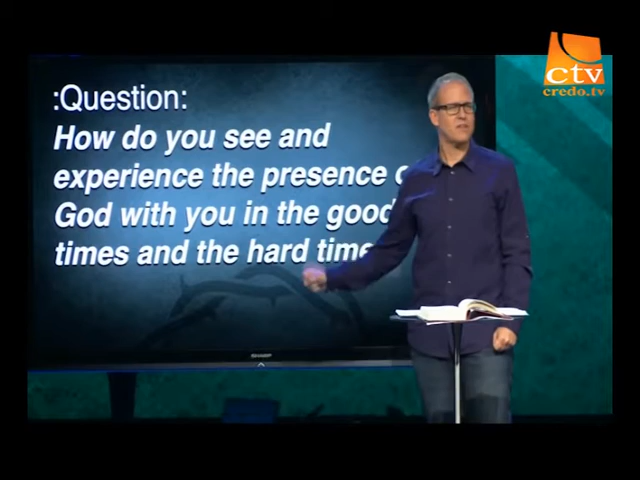 ctv
credo.tv
:Question:
How do you see and
experience the presence
God with you in the good
times and the hard time
SHARP